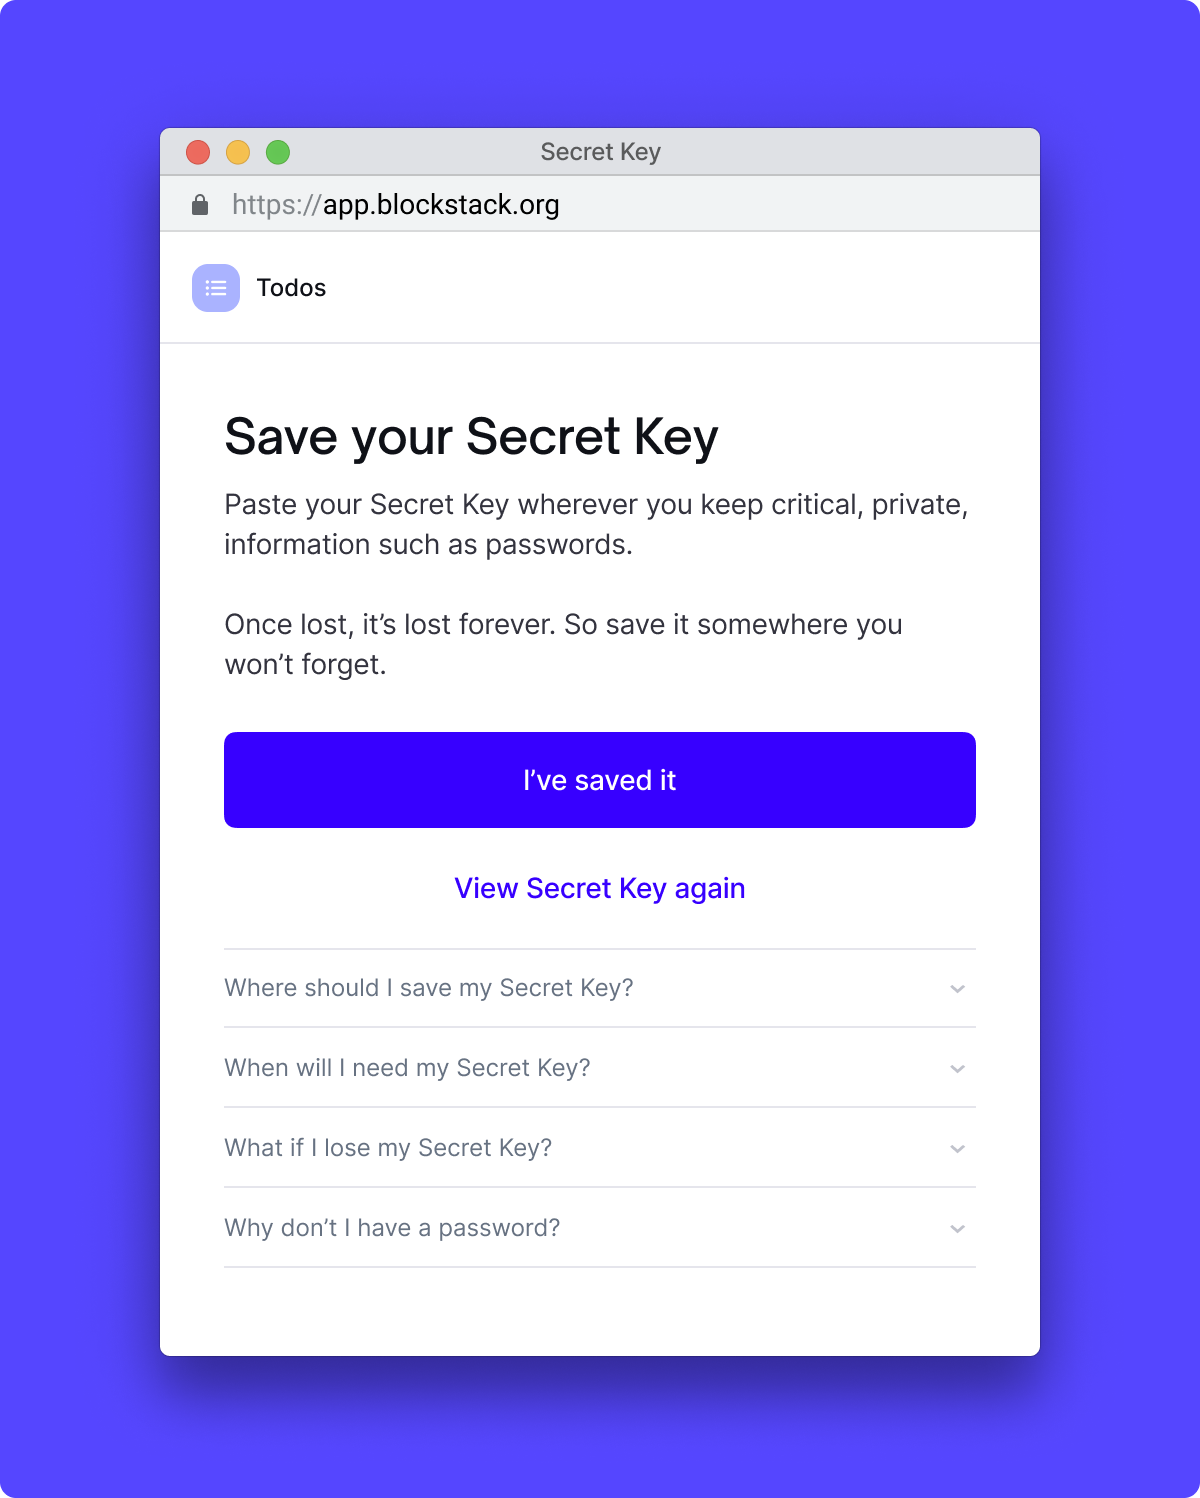 Secret Key
https://app.blockstack.org
Todos
Save your Secret Key
Paste your Secret Key wherever you keep critical, private,
information such as passwords.
Once lost, it’s lost forever. So save it somewhere you
won’t forget.
I’ve saved it
View Secret Key again
Where should I save my Secret Key?
When will I need my Secret Key?
What if I lose my Secret Key?
Why don’t I have a password?